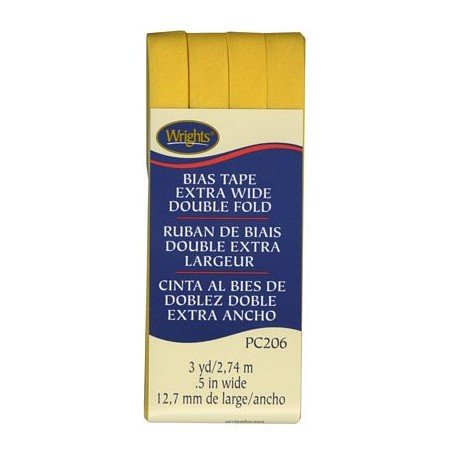 Wrights®
BIAS TAPE
EXTRA WIDE
DOUBLE FOLD
RUBAN DE BIAIS
DOUBLE EXTRA
LARGEUR
CINTA AL BIES DE
DOBLEZ DOBLE
EXTRA ANCHO
PC206
3 yd/2,74 m
.5 in wide
12,7 mm de large/ancho